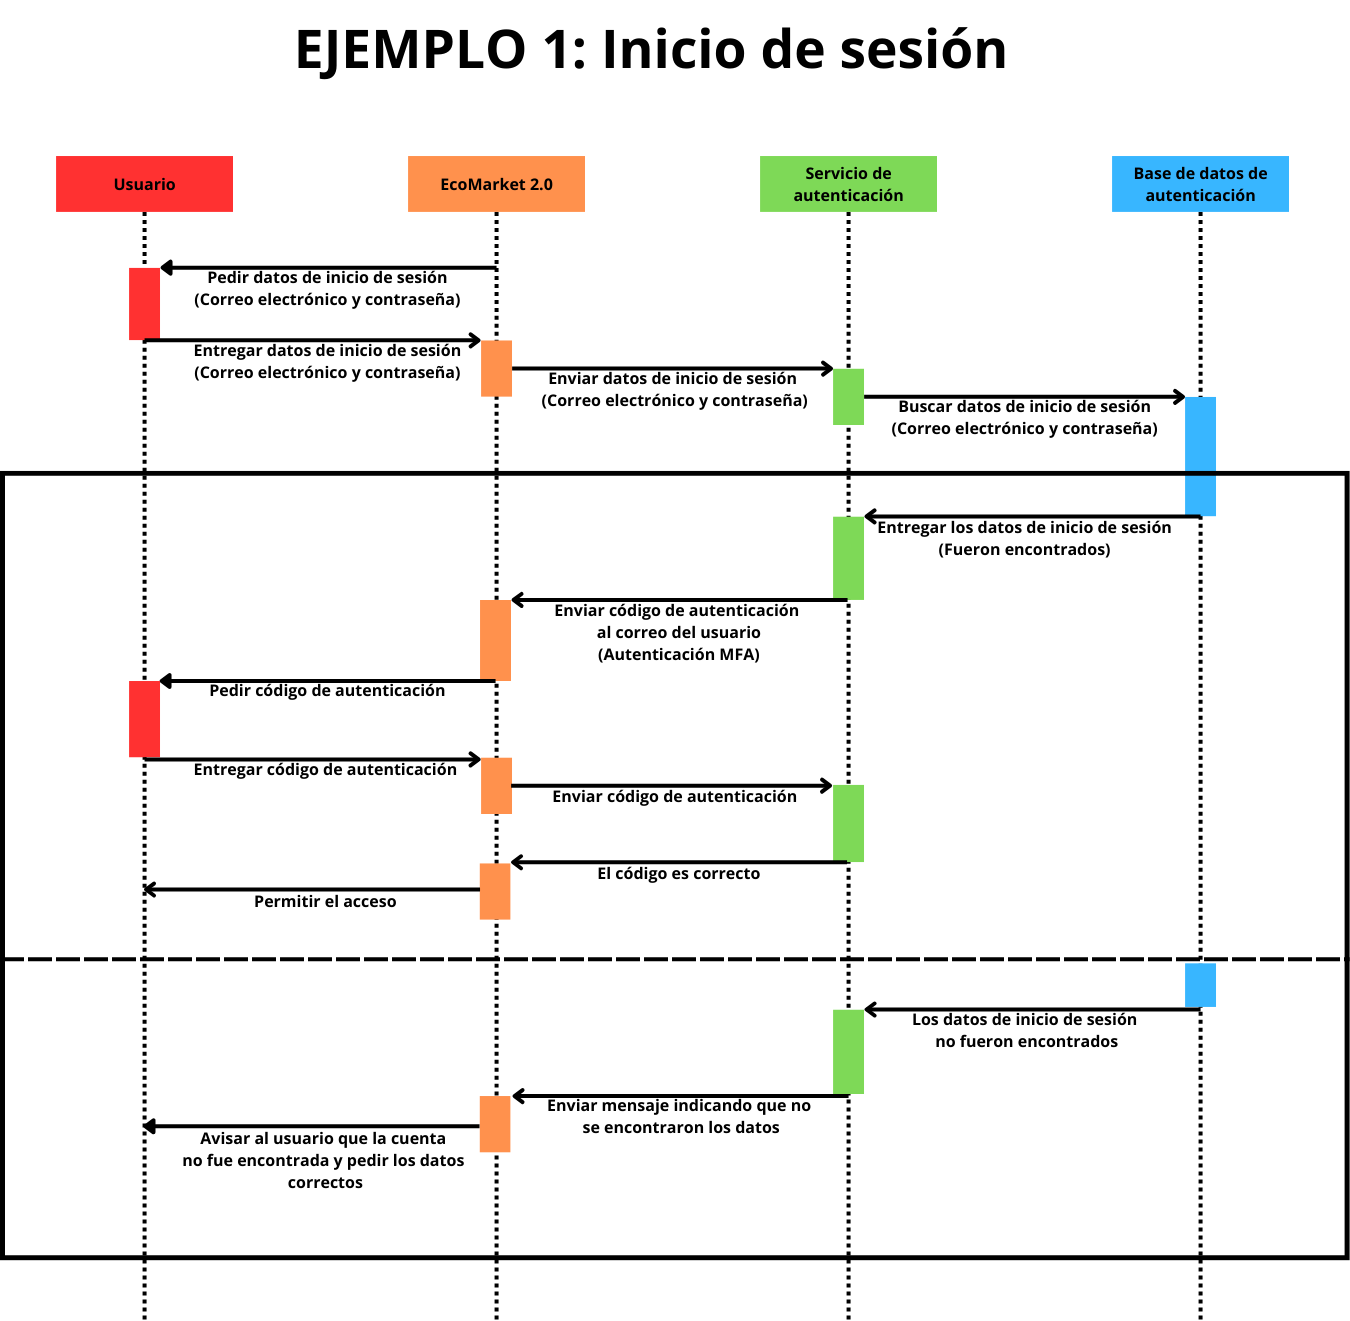 EJEMPLO 1: Inicio de sesión
Usuario
EcoMarket 2.0
Servicio de
autenticación
Base de datos de
autenticación
Pedir datos de inicio de sesión
(Correo electrónico y contraseña)
Entregar datos de inicio de sesión
(Correo electrónico y contraseña)
Enviar datos de inicio de sesión
(Correo electrónico y contraseña)
Buscar datos de inicio de sesión
(Correo electrónico y contraseña)
Entregar los datos de inicio de sesión
(Fueron encontrados)
Enviar código de autenticación
al correo del usuario
(Autenticación MFA)
Pedir código de autenticación
Entregar código de autenticación
Enviar código de autenticación
El código es correcto
Permitir el acceso
Los datos de inicio de sesión
no fueron encontrados
Enviar mensaje indicando que no
se encontraron los datos
Avisar al usuario que la cuenta
no fue encontrada y pedir los datos
correctos